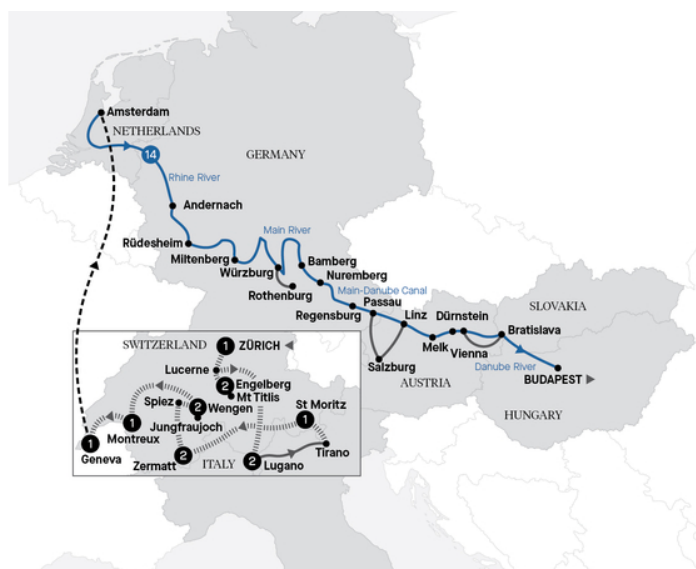 Amsterdam
NETHERLANDS
GERMANY
14
Rhine River
Andernach
Main River
Rüdesheim
Miltenberg
Würzburg
Bamberg
Nuremberg
Rothenburg
Main-Danube Canal
Passau
Regensburg
Linz
Dürnstein
SLOVAKIA
Bratislava
Melk
Vienna
Salzburg
Danube River
AUSTRIA
BUDAPEST
HUNGARY
SWITZERLAND
1
ZÜRICH
Lucerne
2
Engelberg
Mt Titlis
Spiez
2
Wengen
St Moritz
1
Jungfraujoch
1
Montreux
1
Geneva
Zermatt
2
ITALY
2
Lugano
Tirano